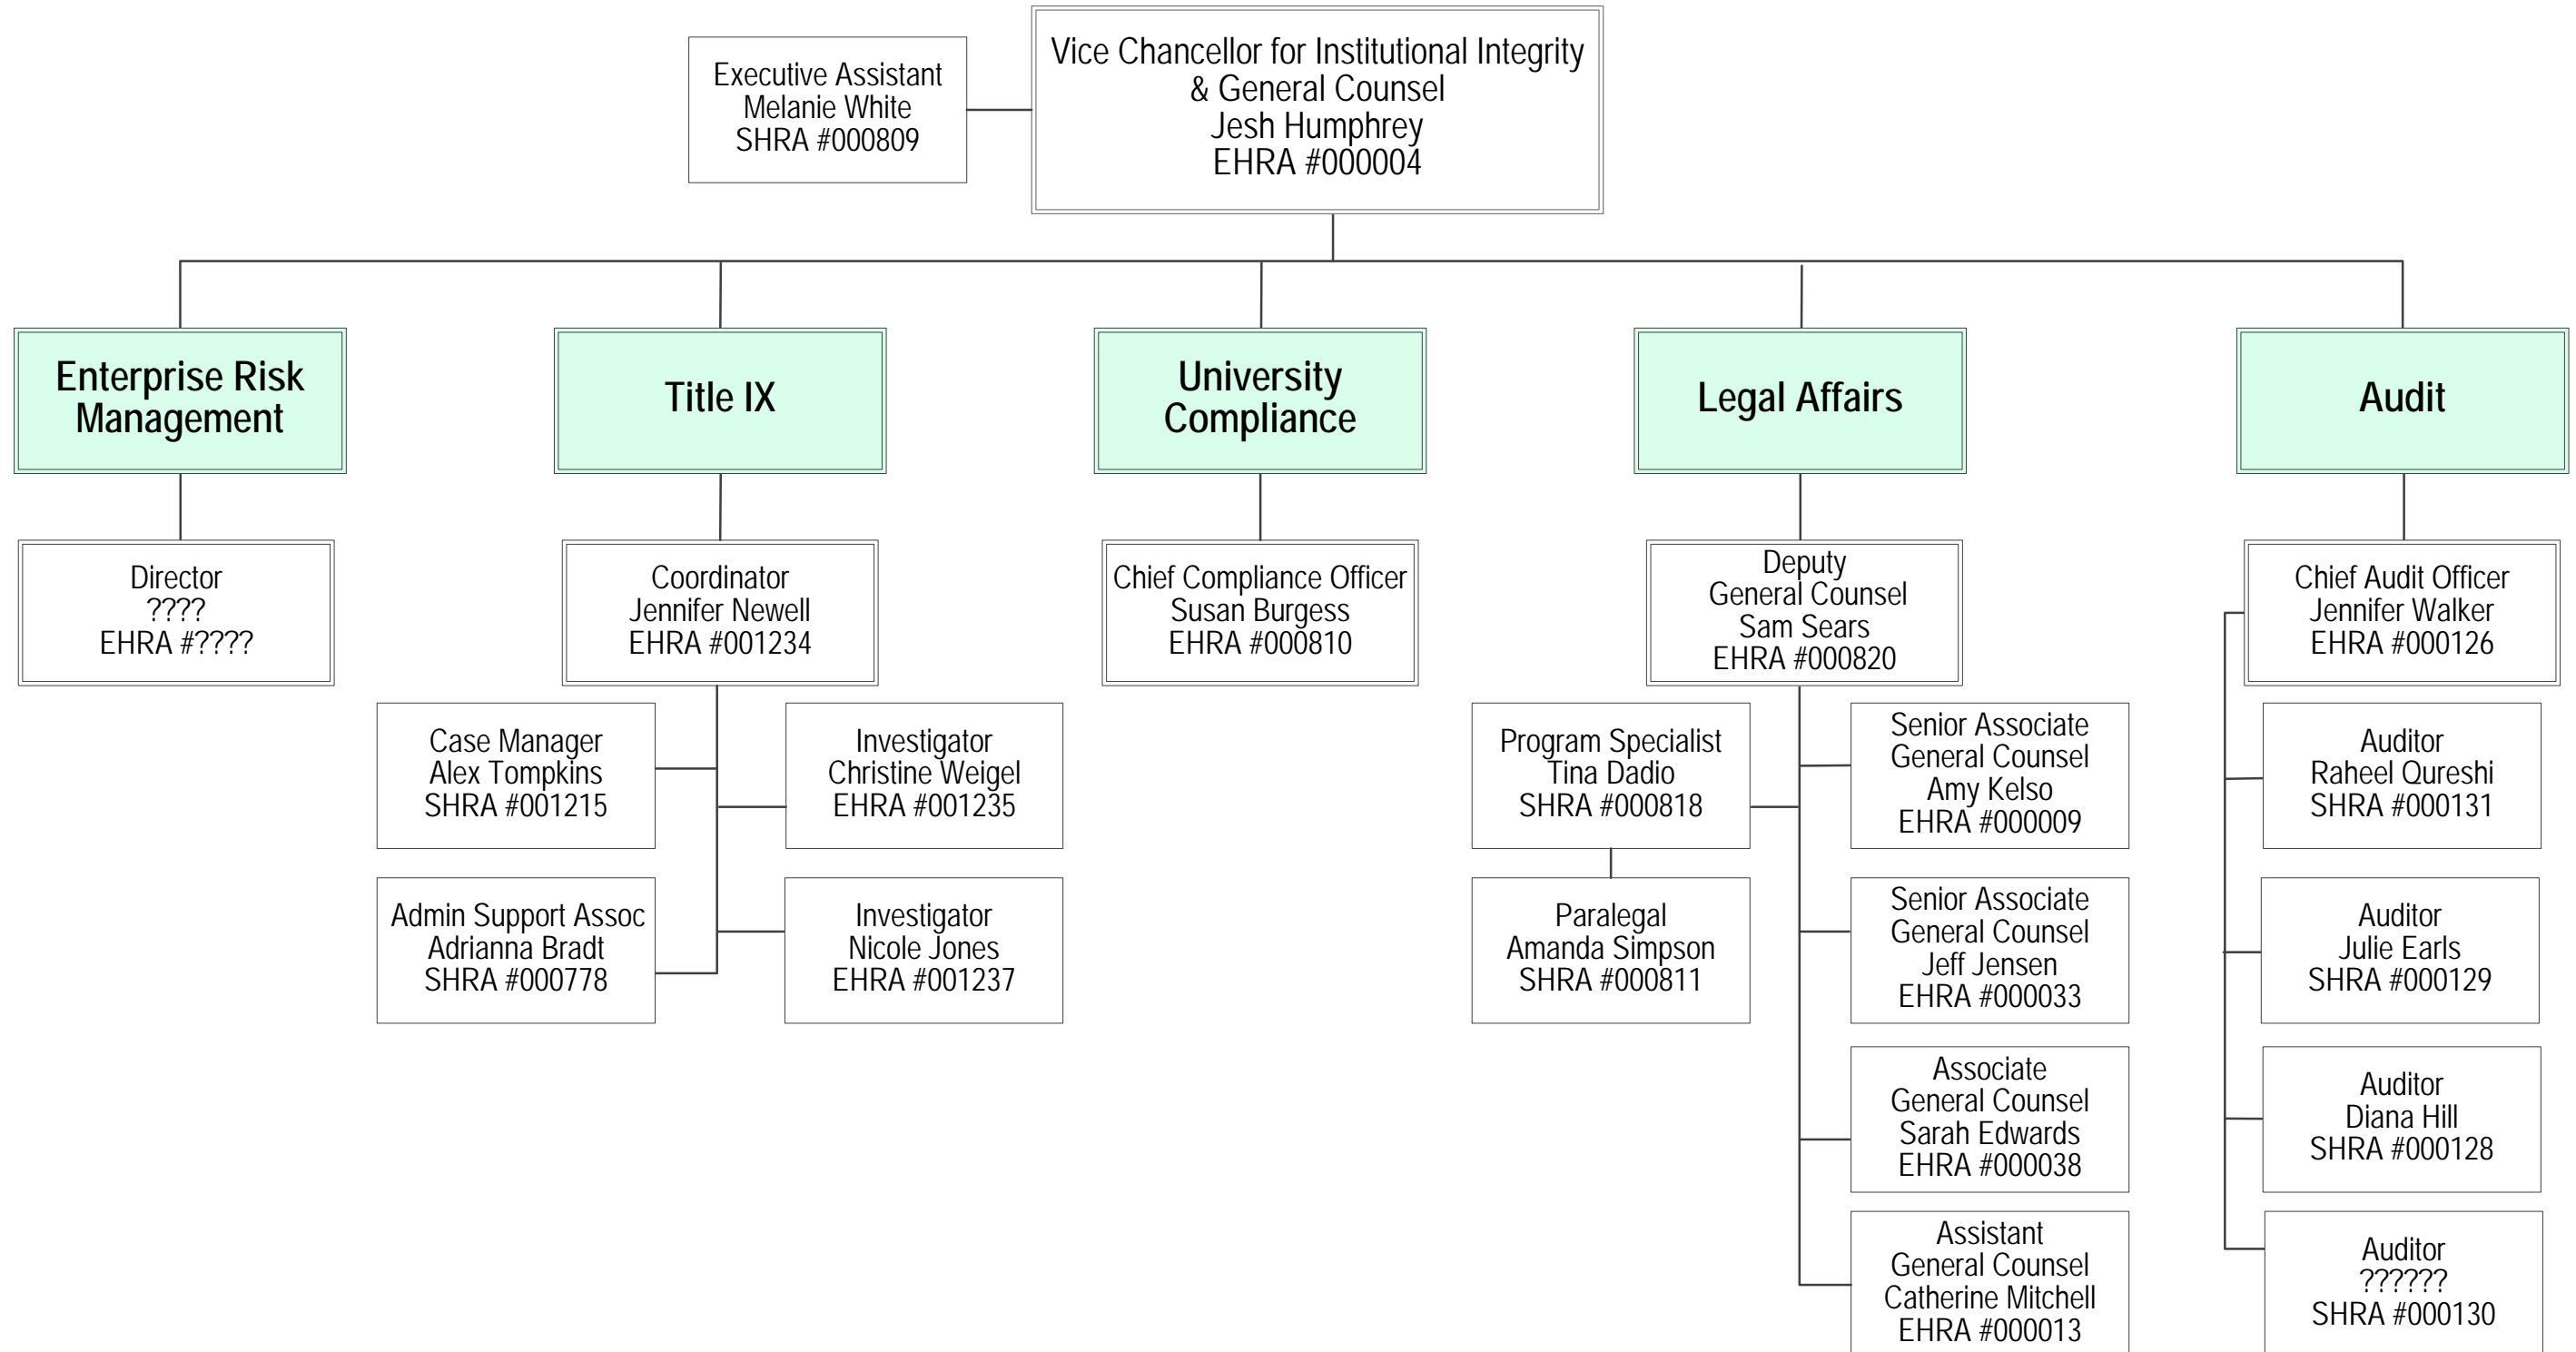 Executive Assistant
Melanie White
SHRA #000809
Vice Chancellor for Institutional Integrity
& General Counsel
Jesh Humphrey
EHRA #000004
Enterprise Risk
Management
Title IX
University
Compliance
Legal Affairs
Audit
Director
????
EHRA #????
Coordinator
Jennifer Newell
EHRA #001234
Chief Compliance Officer
Susan Burgess
EHRA #000810
Deputy
General Counsel
Sam Sears
EHRA #000820
Chief Audit Officer
Jennifer Walker
EHRA #000126
Case Manager
Alex Tompkins
SHRA #001215
Investigator
Christine Weigel
EHRA #001235
Program Specialist
Tina Dadio
SHRA #000818
Senior Associate
General Counsel
Amy Kelso
EHRA #000009
Auditor
Raheel Qureshi
SHRA #000131
Admin Support Assoc
Adrianna Bradt
SHRA #000778
Investigator
Nicole Jones
EHRA #001237
Paralegal
Amanda Simpson
SHRA #000811
Senior Associate
General Counsel
Jeff Jensen
EHRA #000033
Auditor
Julie Earls
SHRA #000129
Associate
General Counsel
Sarah Edwards
EHRA #000038
Auditor
Diana Hill
SHRA #000128
Assistant
General Counsel
Catherine Mitchell
EHRA #000013
Auditor
??????
SHRA #000130